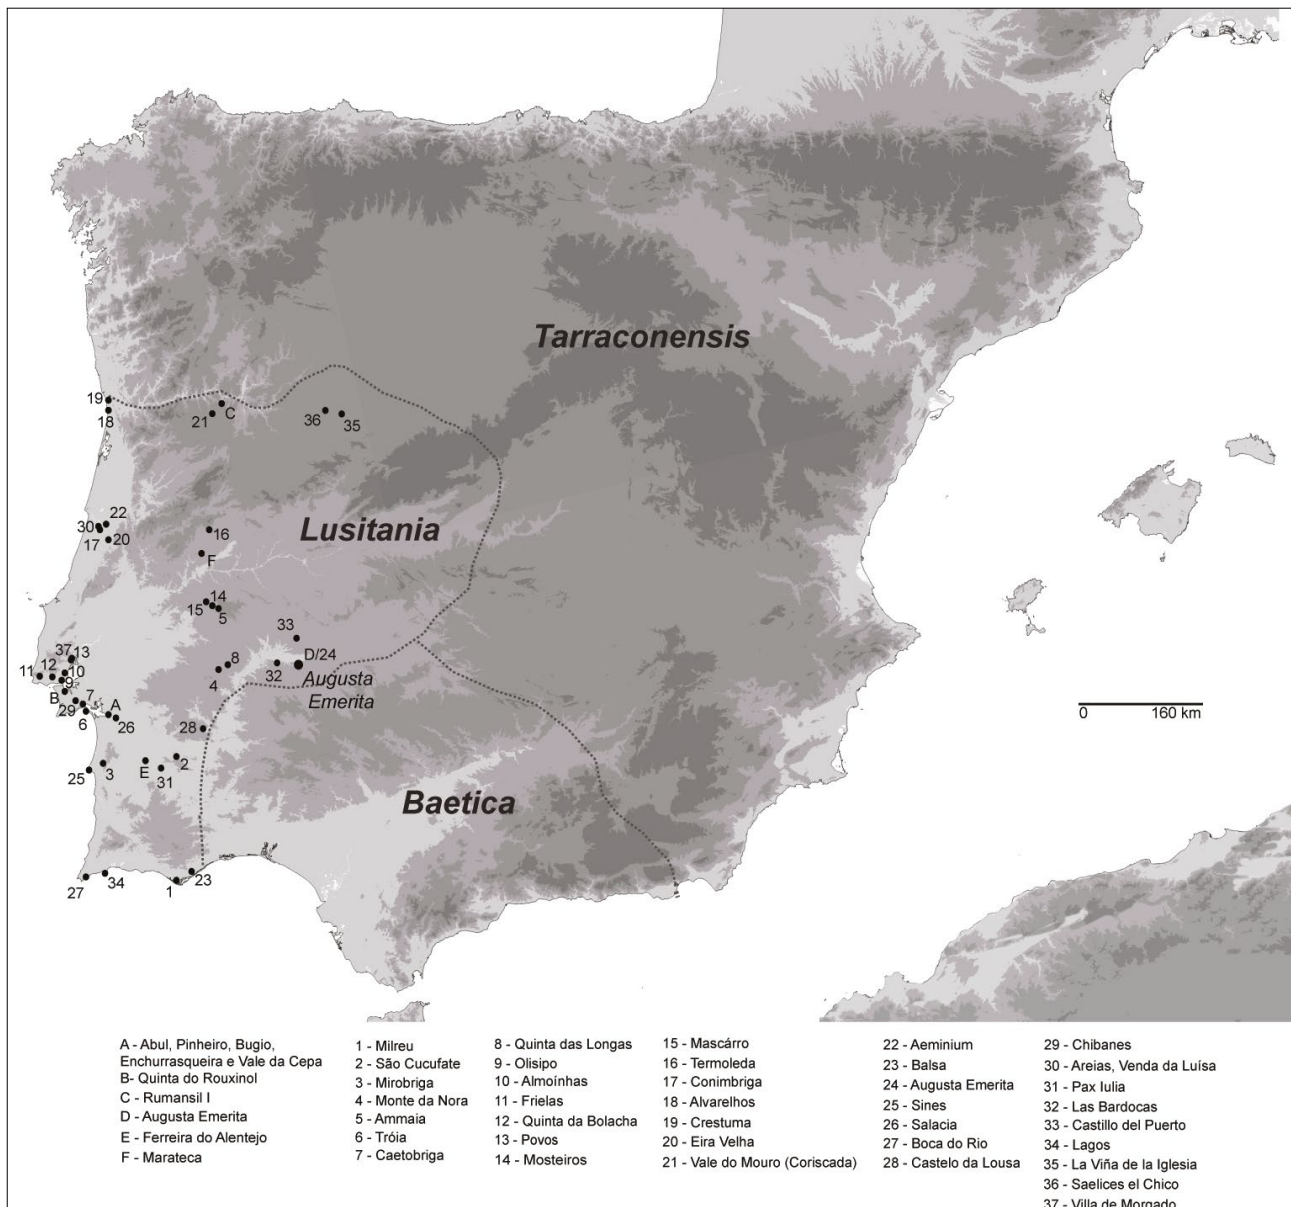 Tarraconensis
19
18
21
C
36
35
Lusitania
30
22
17
20
16
F
15
14
5
33
37
13
D/24
11
12
10
9
8
4
32
Augusta
Emerita
B
7
29
A
6
26
28
25
3
E
2
31
0
160 km
Baetica
27
34
1
23
A - Abul, Pinheiro, Bugio,
Enchurrasqueira e Vale da Cepa
B- Quinta do Rouxinol
C - Rumansil I
D - Augusta Emerita
E - Ferreira do Alentejo
F - Marateca
1 - Milreu
2 - São Cucufate
3 - Mirobriga
4 - Monte da Nora
5 - Ammaia
6 - Tróia
7 - Caetobriga
8 - Quinta das Longas
9 - Olisipo
10 - Almoínhas
11 - Frielas
12 - Quinta da Bolacha
13 - Povos
14 - Mosteiros
15 - Mascárro
16 - Termoleda
17 - Conimbriga
18 - Alvarelhos
19 - Crestuma
20 - Eira Velha
21 - Vale do Mouro (Coriscada)
22 - Aeminium
23 - Balsa
24 - Augusta Emerita
25 - Sines
26 - Salacia
27 - Boca do Rio
28 - Castelo da Lousa
29 - Chibanes
30 - Areias, Venda da Luísa
31 - Pax Iulia
32 - Las Bardocas
33 - Castillo del Puerto
34 - Lagos
35 - La Viña de la Iglesia
36 - Saelices el Chico
37 - Villa de Morgado